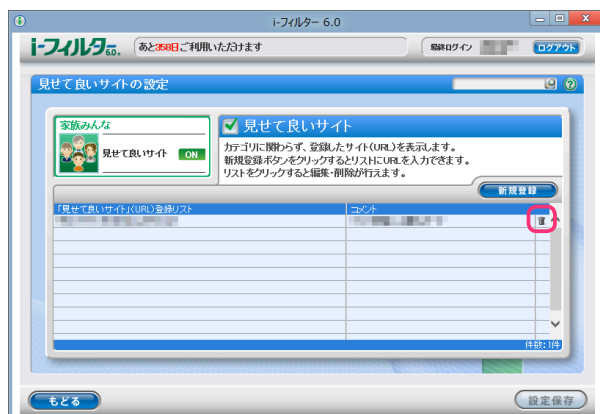 i-フィルター 6.0
i-フィルター 6.0
あと358日ご利用いただけます
最終ログイン
ログアウト
見せて良いサイトの設定
家族みんな
見せて良いサイト ON
見せて良いサイト
カテゴリに関わらず、登録したサイト(URL)を表示します。
新規登録ボタンをクリックするとリストにURLを入力できます。
リストをクリックすると編集・削除が行えます。
新規登録
「見せて良いサイト」(URL)登録リスト
コメント
件数:1件
もどる
設定保存